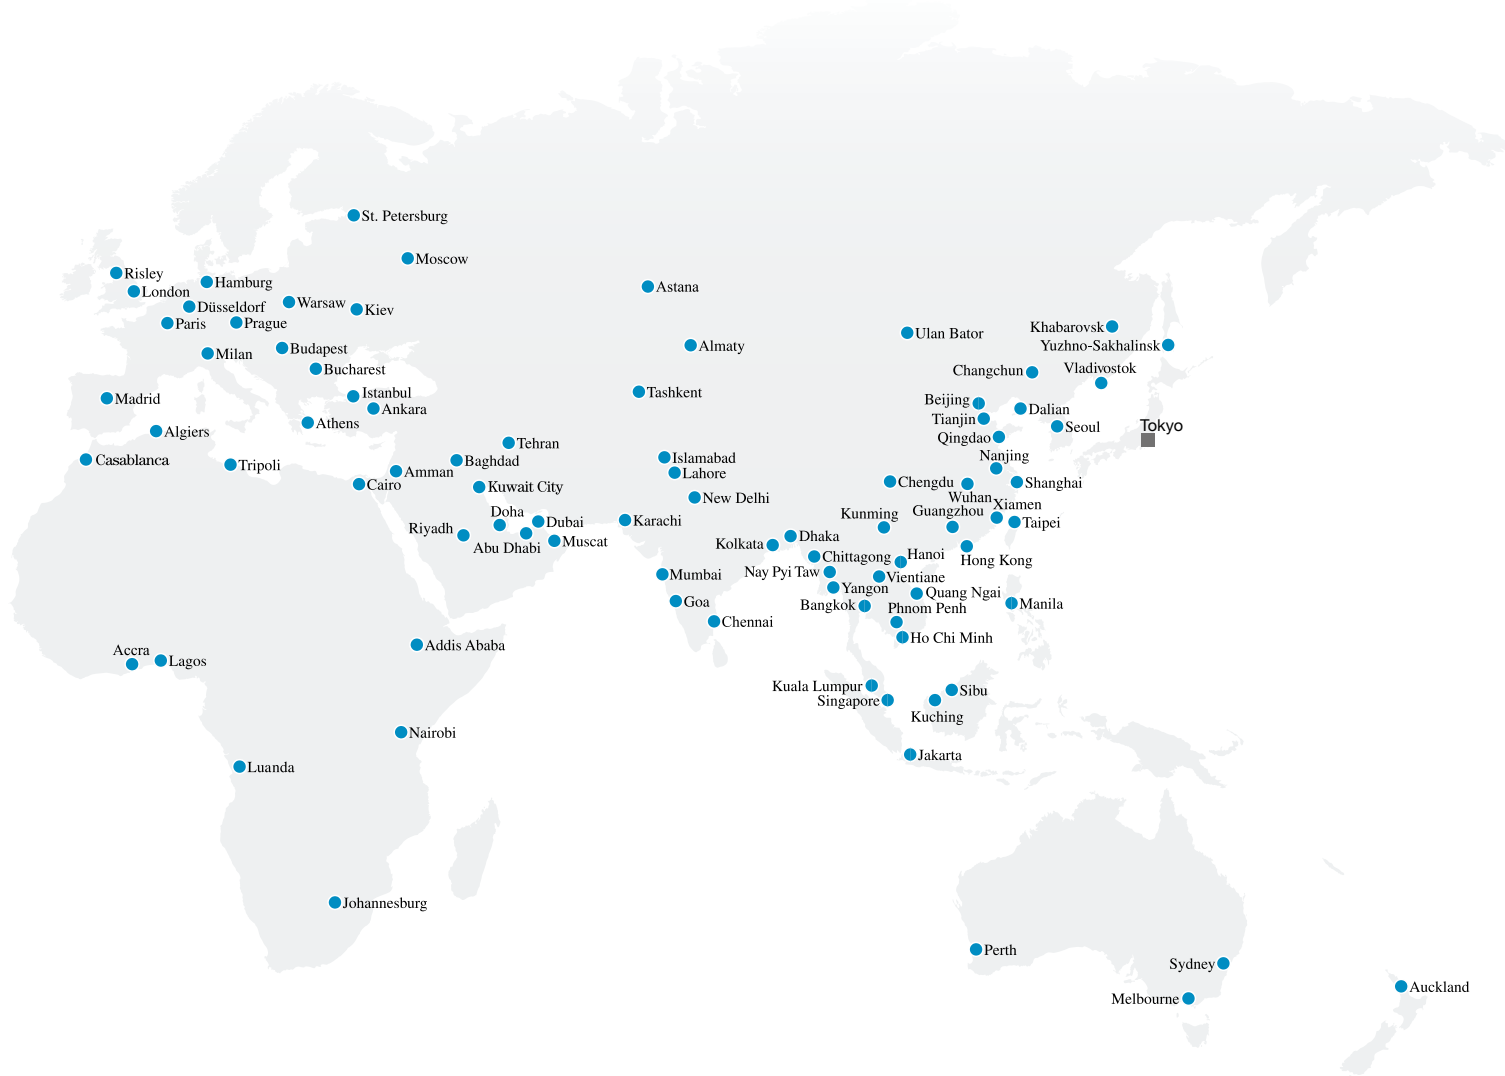 St. Petersburg
Moscow
Risley
Hamburg
London
Astana
Düsseldorf
Warsaw
Kiev
Paris
Prague
Khabarovsk
Ulan Bator
Yuzhno-Sakhalinsk
Budapest
Almaty
Milan
Bucharest
Changchun
Vladivostok
Istanbul
Tashkent
Madrid
Beijing
Ankara
Dalian
Tianjin
Athens
Seoul
Tokyo
Algiers
Qingdao
Tehran
Nanjing
Casablanca
Baghdad
Islamabad
Tripoli
Amman
Lahore
Cairo
Kuwait City
Chengdu
Shanghai
New Delhi
Wuhan
Xiamen
Doha
Guangzhou
Kunming
Dubai
Karachi
Taipei
Riyadh
Abu Dhabi
Muscat
Dhaka
Kolkata
Hanoi
Chittagong
Hong Kong
Nay Pyi Taw
Mumbai
Vientiane
Yangon
Quang Ngai
Goa
Bangkok
Manila
Phnom Penh
Chennai
Ho Chi Minh
Addis Ababa
Accra
Lagos
Kuala Lumpur
Sibu
Singapore
Kuching
Nairobi
Jakarta
Luanda
Johannesburg
Perth
Sydney
Auckland
Melbourne